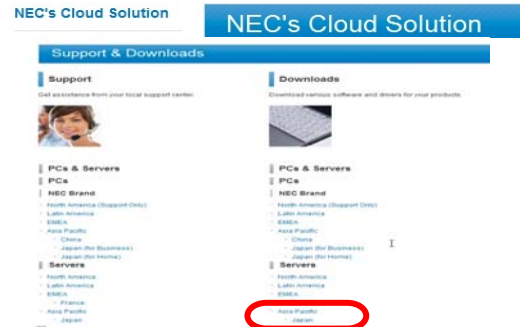 NEC's Cloud Solution
NEC's Cloud Solution
Support & Downloads
Support
Get assistance from your local support center.
PCs & Servers
PCs
NEC Brand
North America (Support Only)
Latin America
EMEA
Asia Pacific
China
Japan (for Business)
Japan (for Home)
Servers
North America
Latin America
EMEA
France
Asia Pacific
Japan
Downloads
Download various software and drivers for your products.
PCs & Servers
PCs
NEC Brand
North America (Support Only)
Latin America
EMEA
Asia Pacific
China
Japan (for Business)
Japan (for Home)
Servers
North America
Latin America
EMEA
Asia Pacific
Japan